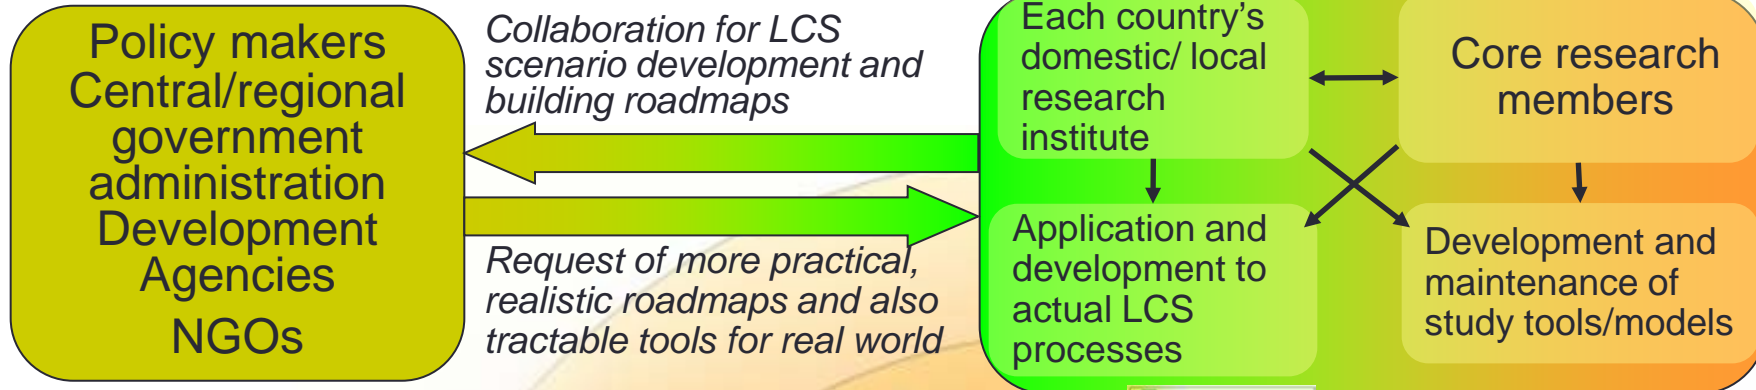 Policy makers
Central/regional
government
administration
Development
Agencies
NGOs
Collaboration for LCS
scenario development and
building roadmaps
Request of more practical,
realistic roadmaps and also
tractable tools for real world
Each country's
domestic/ local
research
institute
Core research
members
Application and
development to
actual LCS
processes
Development and
maintenance of
study tools/models